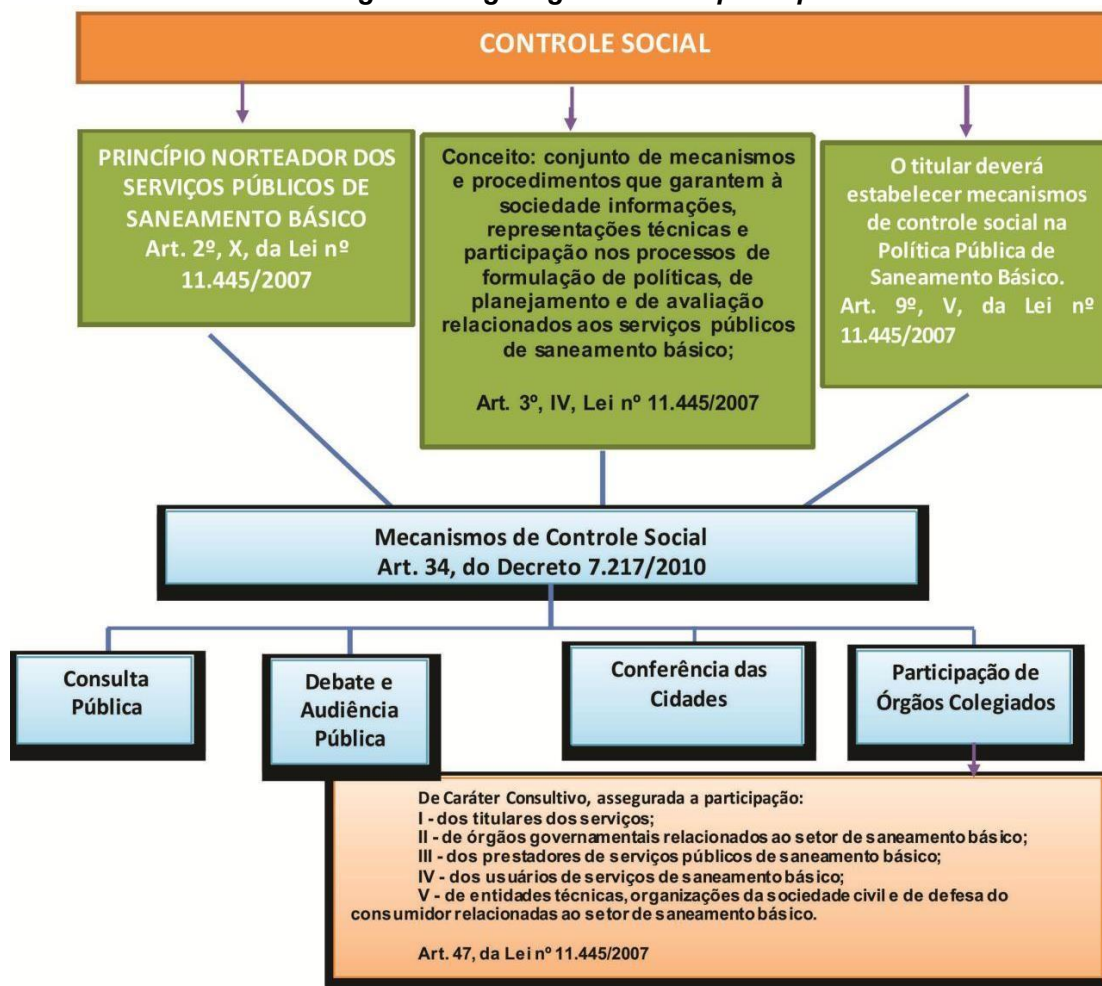 CONTROLE SOCIAL
PRINCÍPIO NORTEADOR DOS
SERVIÇOS PÚBLICOS DE
SANEAMENTO BÁSICO
Art. 2º, X, da Lei nº
11.445/2007
Conceito: conjunto de mecanismos
e procedimentos que garantem à
sociedade informações,
representações técnicas e
participação nos processos de
formulação de políticas, de
planejamento e de avaliação
relacionados aos serviços públicos
de saneamento básico;
Art. 3º, IV, Lei nº 11.445/2007
O titular deverá
estabelecer mecanismos
de controle social na
Política Pública de
Saneamento Básico.
Art. 9º, V, da Lei nº
11.445/2007
Mecanismos de Controle Social
Art. 34, do Decreto 7.217/2010
Consulta
Pública
Debate e
Audiência
Pública
Conferência das
Cidades
Participação de
Órgãos Colegiados
De Caráter Consultivo, assegurada a participação:
I - dos titulares dos serviços;
II - de órgãos governamentais relacionados ao setor de saneamento básico;
III - dos prestadores de serviços públicos de saneamento básico;
IV - dos usuários de serviços de saneamento básico;
V - de entidades técnicas, organizações da sociedade civil e de defesa do
consumidor relacionadas ao setor de saneamento básico.
Art. 47, da Lei nº 11.445/2007